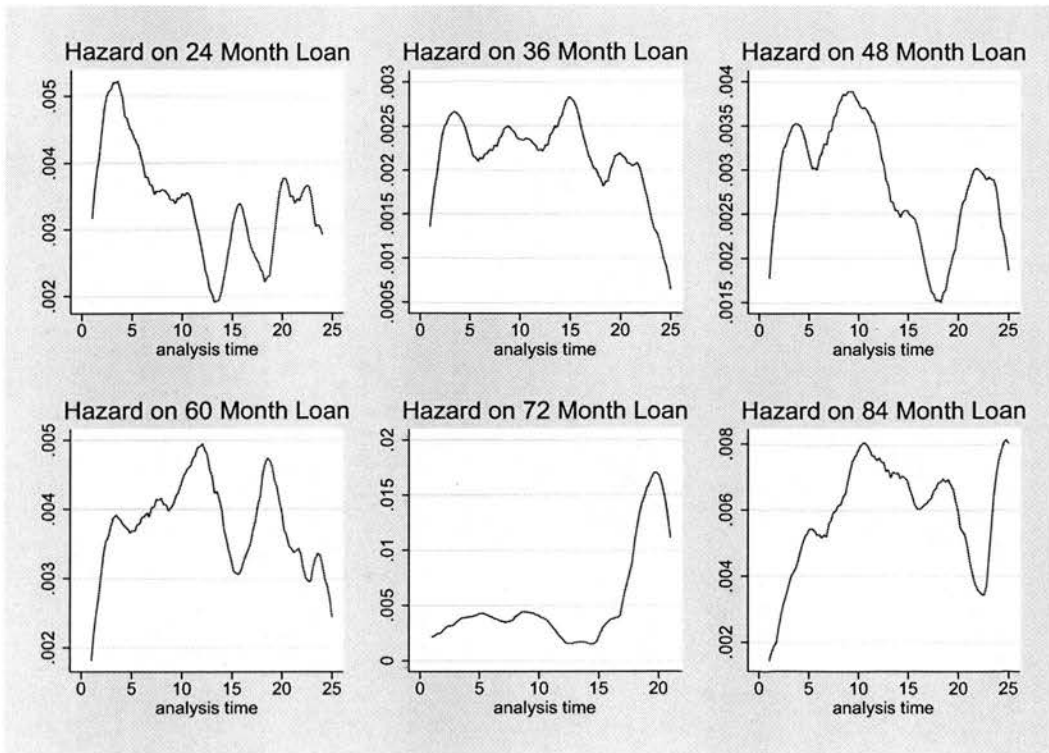 Hazard on 24 Month Loan
.005
.004
.003
.002
0 5 10 15 20 25
analysis time
Hazard on 36 Month Loan
.003
.0025
.002
.0015
.001
.0005
0 5 10 15 20 25
analysis time
Hazard on 48 Month Loan
.004
.0035
.003
.0025
.002
.0015
0 5 10 15 20 25
analysis time
Hazard on 60 Month Loan
.005
.004
.003
.002
0 5 10 15 20 25
analysis time
Hazard on 72 Month Loan
.02
.015
.01
.005
0
0 5 10 15 20
analysis time
Hazard on 84 Month Loan
.008
.006
.004
.002
0 5 10 15 20 25
analysis time